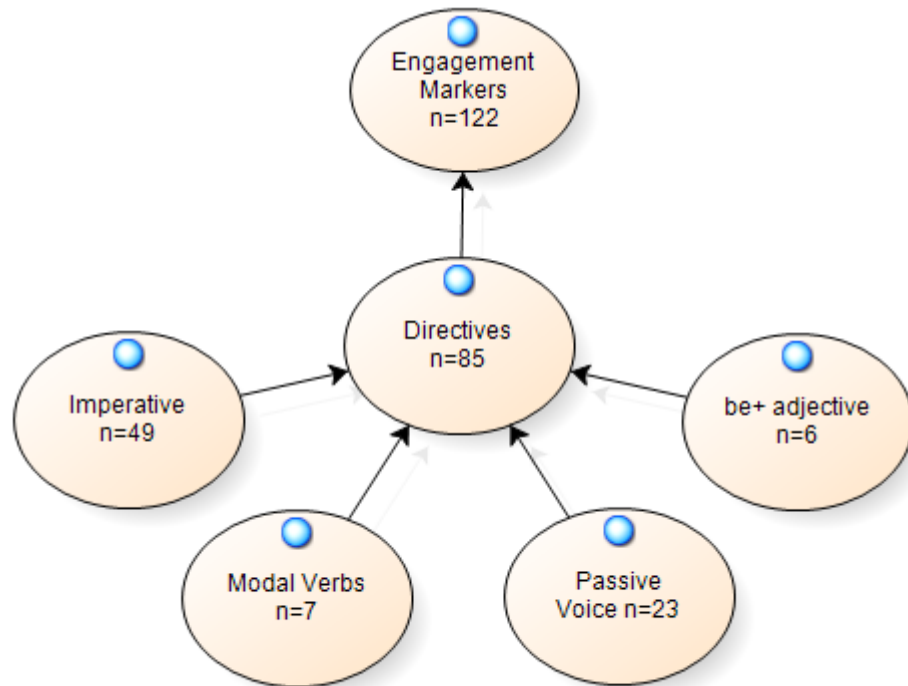 Engagement
Markers
n=122
Directives
n=85
Imperative
n=49
be+ adjective
n=6
Modal Verbs
n=7
Passive
Voice n=23